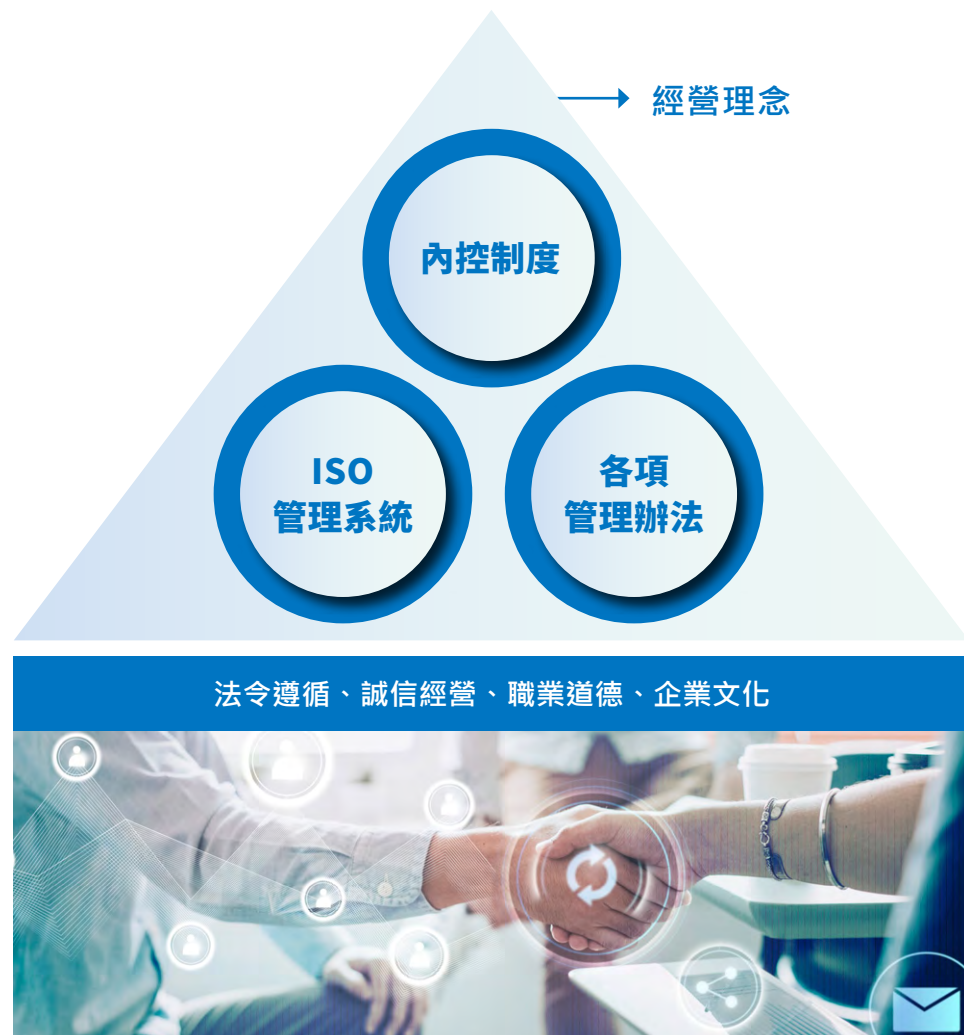 經營理念
內控制度
ISO
管理系統
各項
管理辦法
法令遵循、誠信經營、職業道德、企業文化